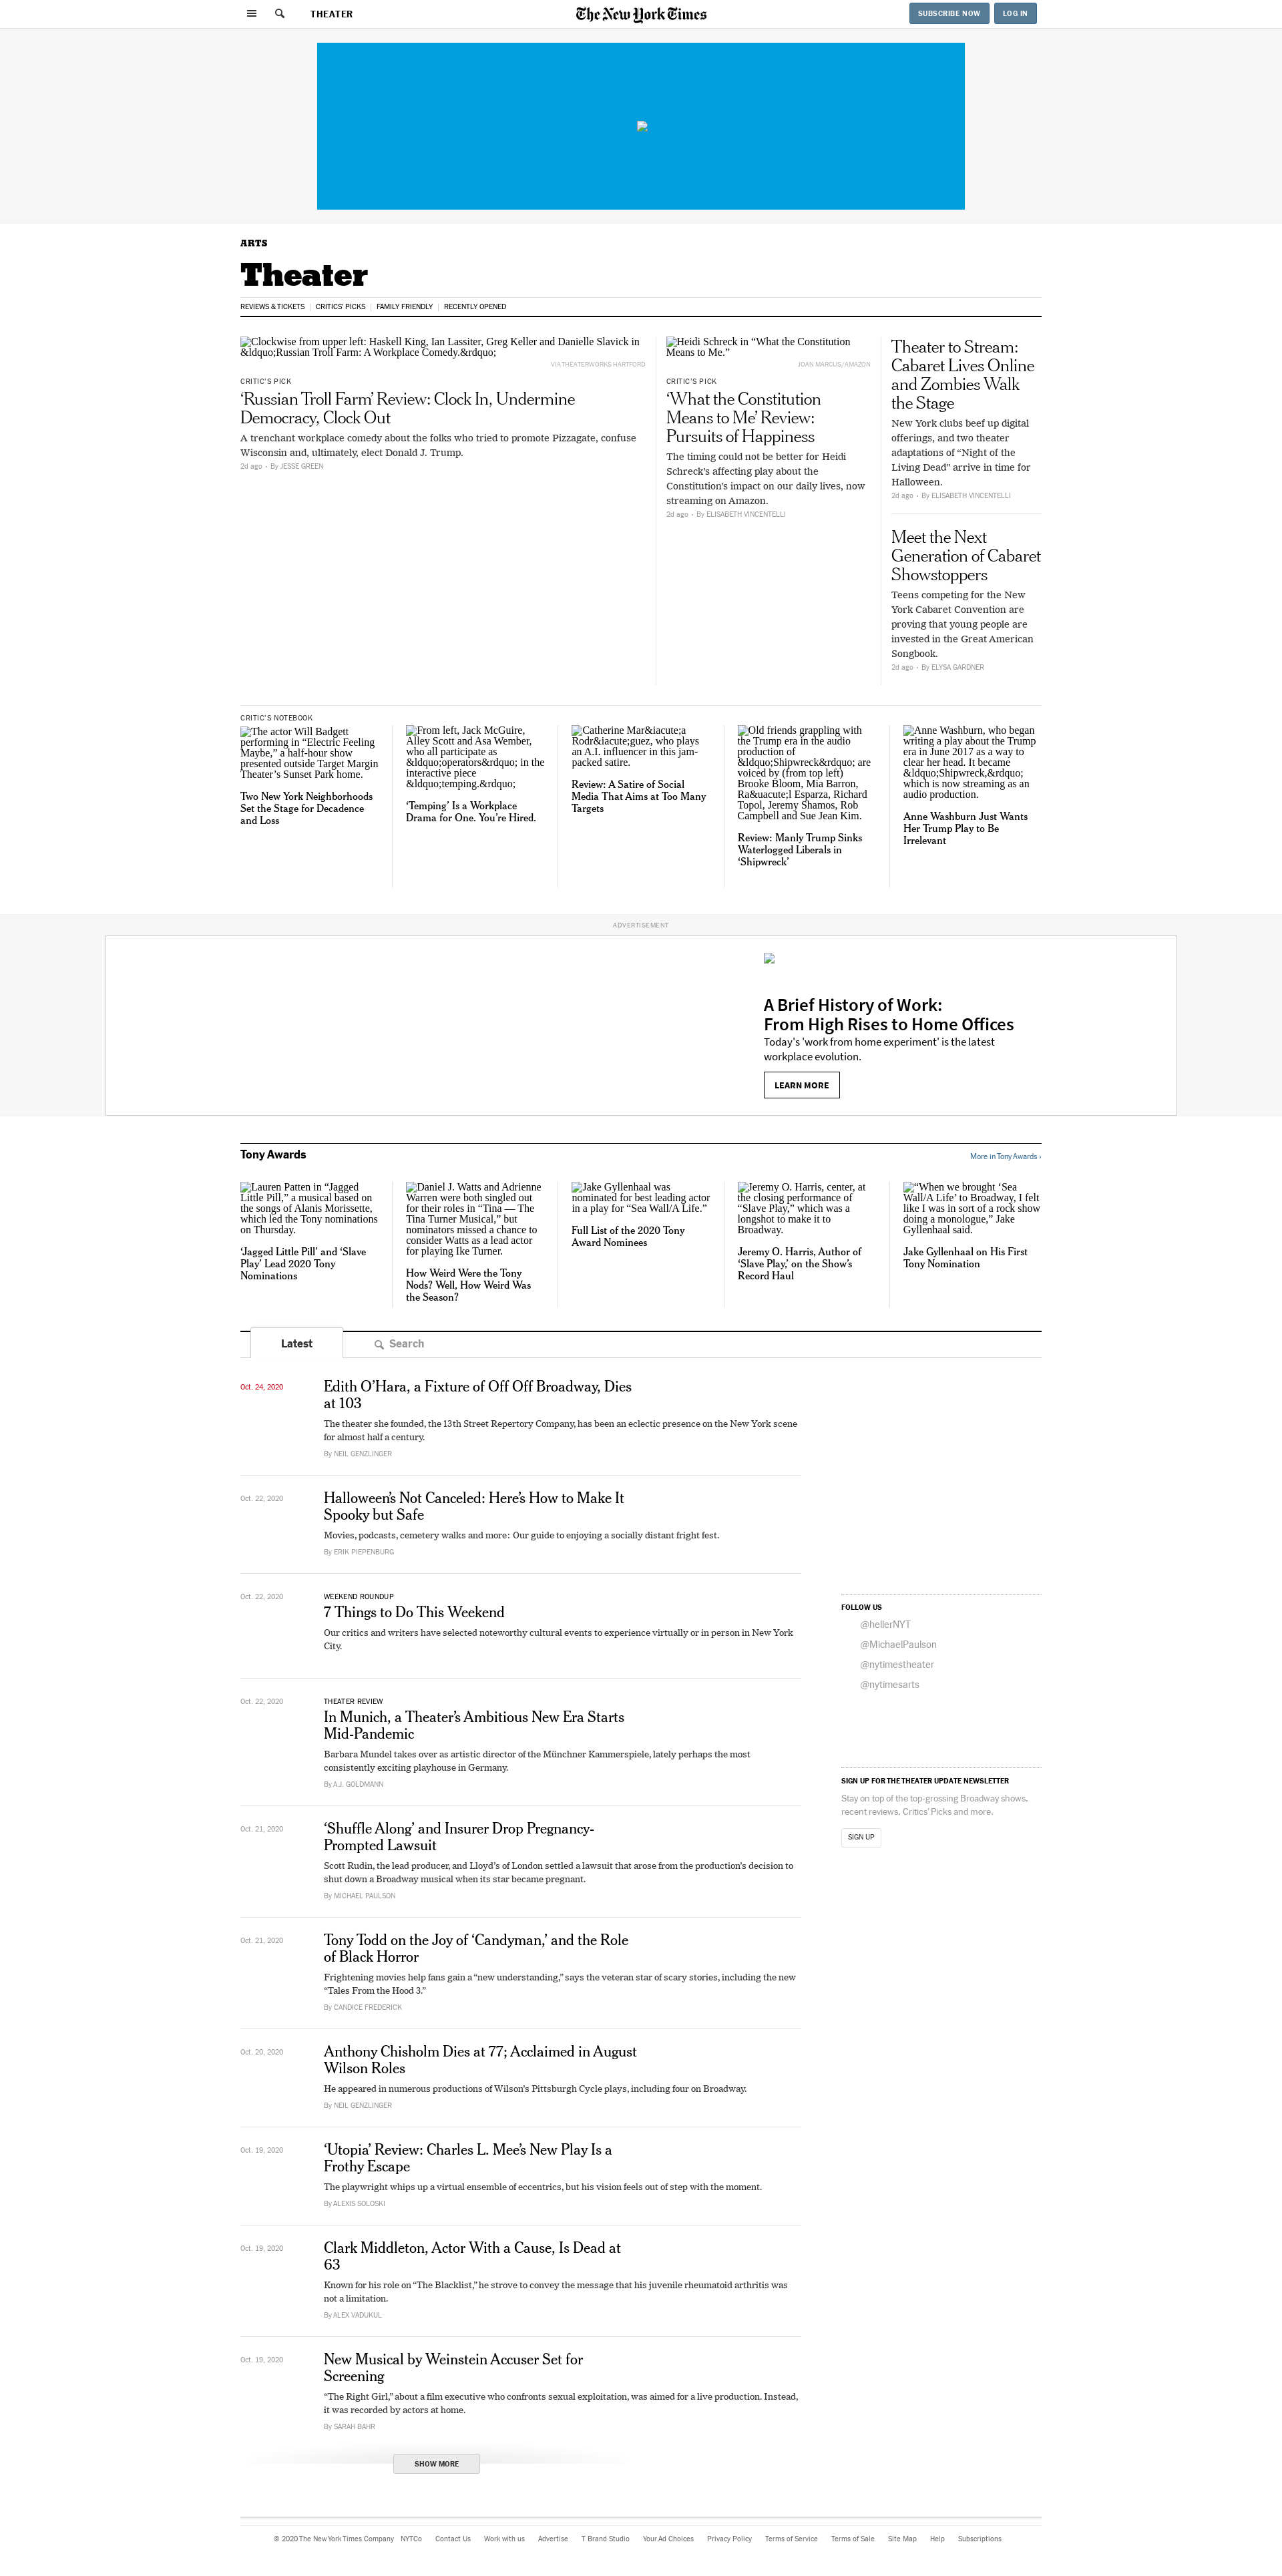 THEATER
The New York Times
SUBSCRIBE NOW
LOG IN
ARTS
Theater
REVIEWS & TICKETS
CRITICS' PICKS
FAMILY FRIENDLY
RECENTLY OPENED
Clockwise from upper left: Haskell King, Ian Lassiter, Greg Keller and Danielle Slavick in
&ldquo;Russian Troll Farm: A Workplace Comedy.&rdquo;
VIA THEATERWORKS HARTFORD
CRITIC'S PICK
‘Russian Troll Farm’ Review: Clock In, Undermine
Democracy, Clock Out
A trenchant workplace comedy about the folks who tried to promote Pizzagate, confuse
Wisconsin and, ultimately, elect Donald J. Trump.
2d ago • By JESSE GREEN
Heidi Schreck in “What the Constitution
Means to Me.”
JOAN MARCUS/AMAZON
CRITIC'S PICK
‘What the Constitution
Means to Me’ Review:
Pursuits of Happiness
The timing could not be better for Heidi
Schreck’s affecting play about the
Constitution’s impact on our daily lives, now
streaming on Amazon.
2d ago • By ELISABETH VINCENTELLI
Theater to Stream:
Cabaret Lives Online
and Zombies Walk
the Stage
New York clubs beef up digital
offerings, and two theater
adaptations of “Night of the
Living Dead” arrive in time for
Halloween.
2d ago • By ELISABETH VINCENTELLI
Meet the Next
Generation of Cabaret
Showstoppers
Teens competing for the New
York Cabaret Convention are
proving that young people are
invested in the Great American
Songbook.
2d ago • By ELYSA GARDNER
CRITIC'S NOTEBOOK
The actor Will Badgett
performing in “Electric Feeling
Maybe,” a half-hour show
presented outside Target Margin
Theater’s Sunset Park home.
Two New York Neighborhoods
Set the Stage for Decadence
and Loss
From left, Jack McGuire,
Alley Scott and Asa Wember,
who all participate as
&ldquo;operators&rdquo; in the
interactive piece
&ldquo;temping.&rdquo;
‘Temping’ Is a Workplace
Drama for One. You’re Hired.
Catherine Mar&iacute;a
Rodr&iacute;guez, who plays
an A.I. influencer in this jam-
packed satire.
Review: A Satire of Social
Media That Aims at Too Many
Targets
Old friends grappling with
the Trump era in the audio
production of
&ldquo;Shipwreck&rdquo; are
voiced by (from top left)
Brooke Bloom, Mia Barron,
Ra&uacute;l Esparza, Richard
Topol, Jeremy Shamos, Rob
Campbell and Sue Jean Kim.
Review: Manly Trump Sinks
Waterlogged Liberals in
‘Shipwreck’
Anne Washburn, who began
writing a play about the Trump
era in June 2017 as a way to
clear her head. It became
&ldquo;Shipwreck,&rdquo;
which is now streaming as an
audio production.
Anne Washburn Just Wants
Her Trump Play to Be
Irrelevant
ADVERTISEMENT
A Brief History of Work:
From High Rises to Home Offices
Today's 'work from home experiment' is the latest
workplace evolution.
LEARN MORE
Tony Awards
More in Tony Awards ›
Lauren Patten in “Jagged
Little Pill,” a musical based on
the songs of Alanis Morissette,
which led the Tony nominations
on Thursday.
‘Jagged Little Pill’ and ‘Slave
Play’ Lead 2020 Tony
Nominations
Daniel J. Watts and Adrienne
Warren were both singled out
for their roles in “Tina — The
Tina Turner Musical,” but
nominators missed a chance to
consider Watts as a lead actor
for playing Ike Turner.
How Weird Were the Tony
Nods? Well, How Weird Was
the Season?
Jake Gyllenhaal was
nominated for best leading actor
in a play for “Sea Wall/A Life.”
Full List of the 2020 Tony
Award Nominees
Jeremy O. Harris, center, at
the closing performance of
“Slave Play,” which was a
longshot to make it to
Broadway.
Jeremy O. Harris, Author of
‘Slave Play,’ on the Show’s
Record Haul
“When we brought ‘Sea
Wall/A Life’ to Broadway, I felt
like I was in sort of a rock show
doing a monologue,” Jake
Gyllenhaal said.
Jake Gyllenhaal on His First
Tony Nomination
Latest
Search
Oct. 24, 2020
Edith O’Hara, a Fixture of Off Off Broadway, Dies
at 103
The theater she founded, the 13th Street Repertory Company, has been an eclectic presence on the New York scene
for almost half a century.
By NEIL GENZLINGER
Oct. 22, 2020
Halloween’s Not Canceled: Here’s How to Make It
Spooky but Safe
Movies, podcasts, cemetery walks and more: Our guide to enjoying a socially distant fright fest.
By ERIK PIEPENBURG
Oct. 22, 2020
WEEKEND ROUNDUP
7 Things to Do This Weekend
Our critics and writers have selected noteworthy cultural events to experience virtually or in person in New York
City.
Oct. 22, 2020
THEATER REVIEW
In Munich, a Theater’s Ambitious New Era Starts
Mid-Pandemic
Barbara Mundel takes over as artistic director of the Münchner Kammerspiele, lately perhaps the most
consistently exciting playhouse in Germany.
By A.J. GOLDMANN
Oct. 21, 2020
‘Shuffle Along’ and Insurer Drop Pregnancy-
Prompted Lawsuit
Scott Rudin, the lead producer, and Lloyd’s of London settled a lawsuit that arose from the production’s decision to
shut down a Broadway musical when its star became pregnant.
By MICHAEL PAULSON
Oct. 21, 2020
Tony Todd on the Joy of ‘Candyman,’ and the Role
of Black Horror
Frightening movies help fans gain a “new understanding,” says the veteran star of scary stories, including the new
“Tales From the Hood 3.”
By CANDICE FREDERICK
Oct. 20, 2020
Anthony Chisholm Dies at 77; Acclaimed in August
Wilson Roles
He appeared in numerous productions of Wilson’s Pittsburgh Cycle plays, including four on Broadway.
By NEIL GENZLINGER
Oct. 19, 2020
‘Utopia’ Review: Charles L. Mee’s New Play Is a
Frothy Escape
The playwright whips up a virtual ensemble of eccentrics, but his vision feels out of step with the moment.
By ALEXIS SOLOSKI
Oct. 19, 2020
Clark Middleton, Actor With a Cause, Is Dead at
63
Known for his role on “The Blacklist,” he strove to convey the message that his juvenile rheumatoid arthritis was
not a limitation.
By ALEX VADUKUL
Oct. 19, 2020
New Musical by Weinstein Accuser Set for
Screening
“The Right Girl,” about a film executive who confronts sexual exploitation, was aimed for a live production. Instead,
it was recorded by actors at home.
By SARAH BAHR
SHOW MORE
FOLLOW US
@hellerNYT
@MichaelPaulson
@nytimestheater
@nytimesarts
SIGN UP FOR THE THEATER UPDATE NEWSLETTER
Stay on top of the top-grossing Broadway shows,
recent reviews, Critics’ Picks and more.
SIGN UP
© 2020 The New York Times Company
NYTCo
Contact Us
Work with us
Advertise
T Brand Studio
Your Ad Choices
Privacy Policy
Terms of Service
Terms of Sale
Site Map
Help
Subscriptions